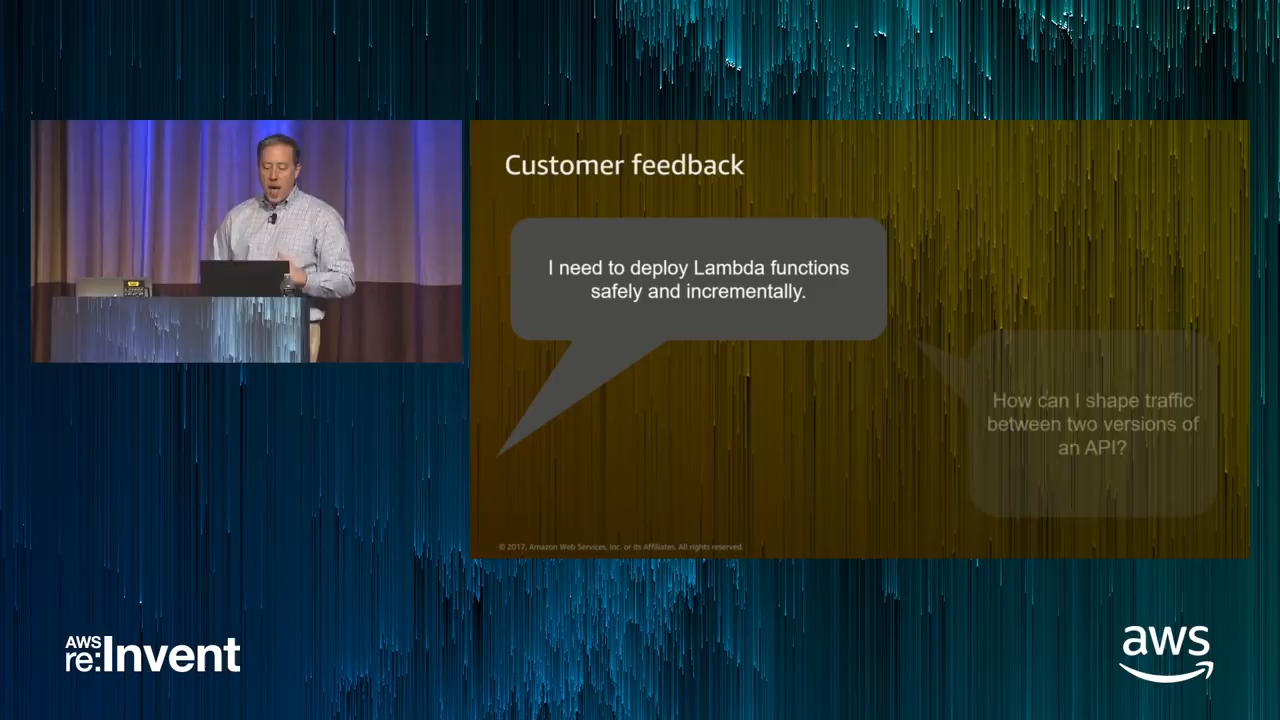 Customer feedback
I need to deploy Lambda functions
safely and incrementally.
How can I shape traffic
between two versions of
an API?
© 2017, Amazon Web Services, Inc. or its Affiliates. All rights reserved.
AWS
re:Invent
aws